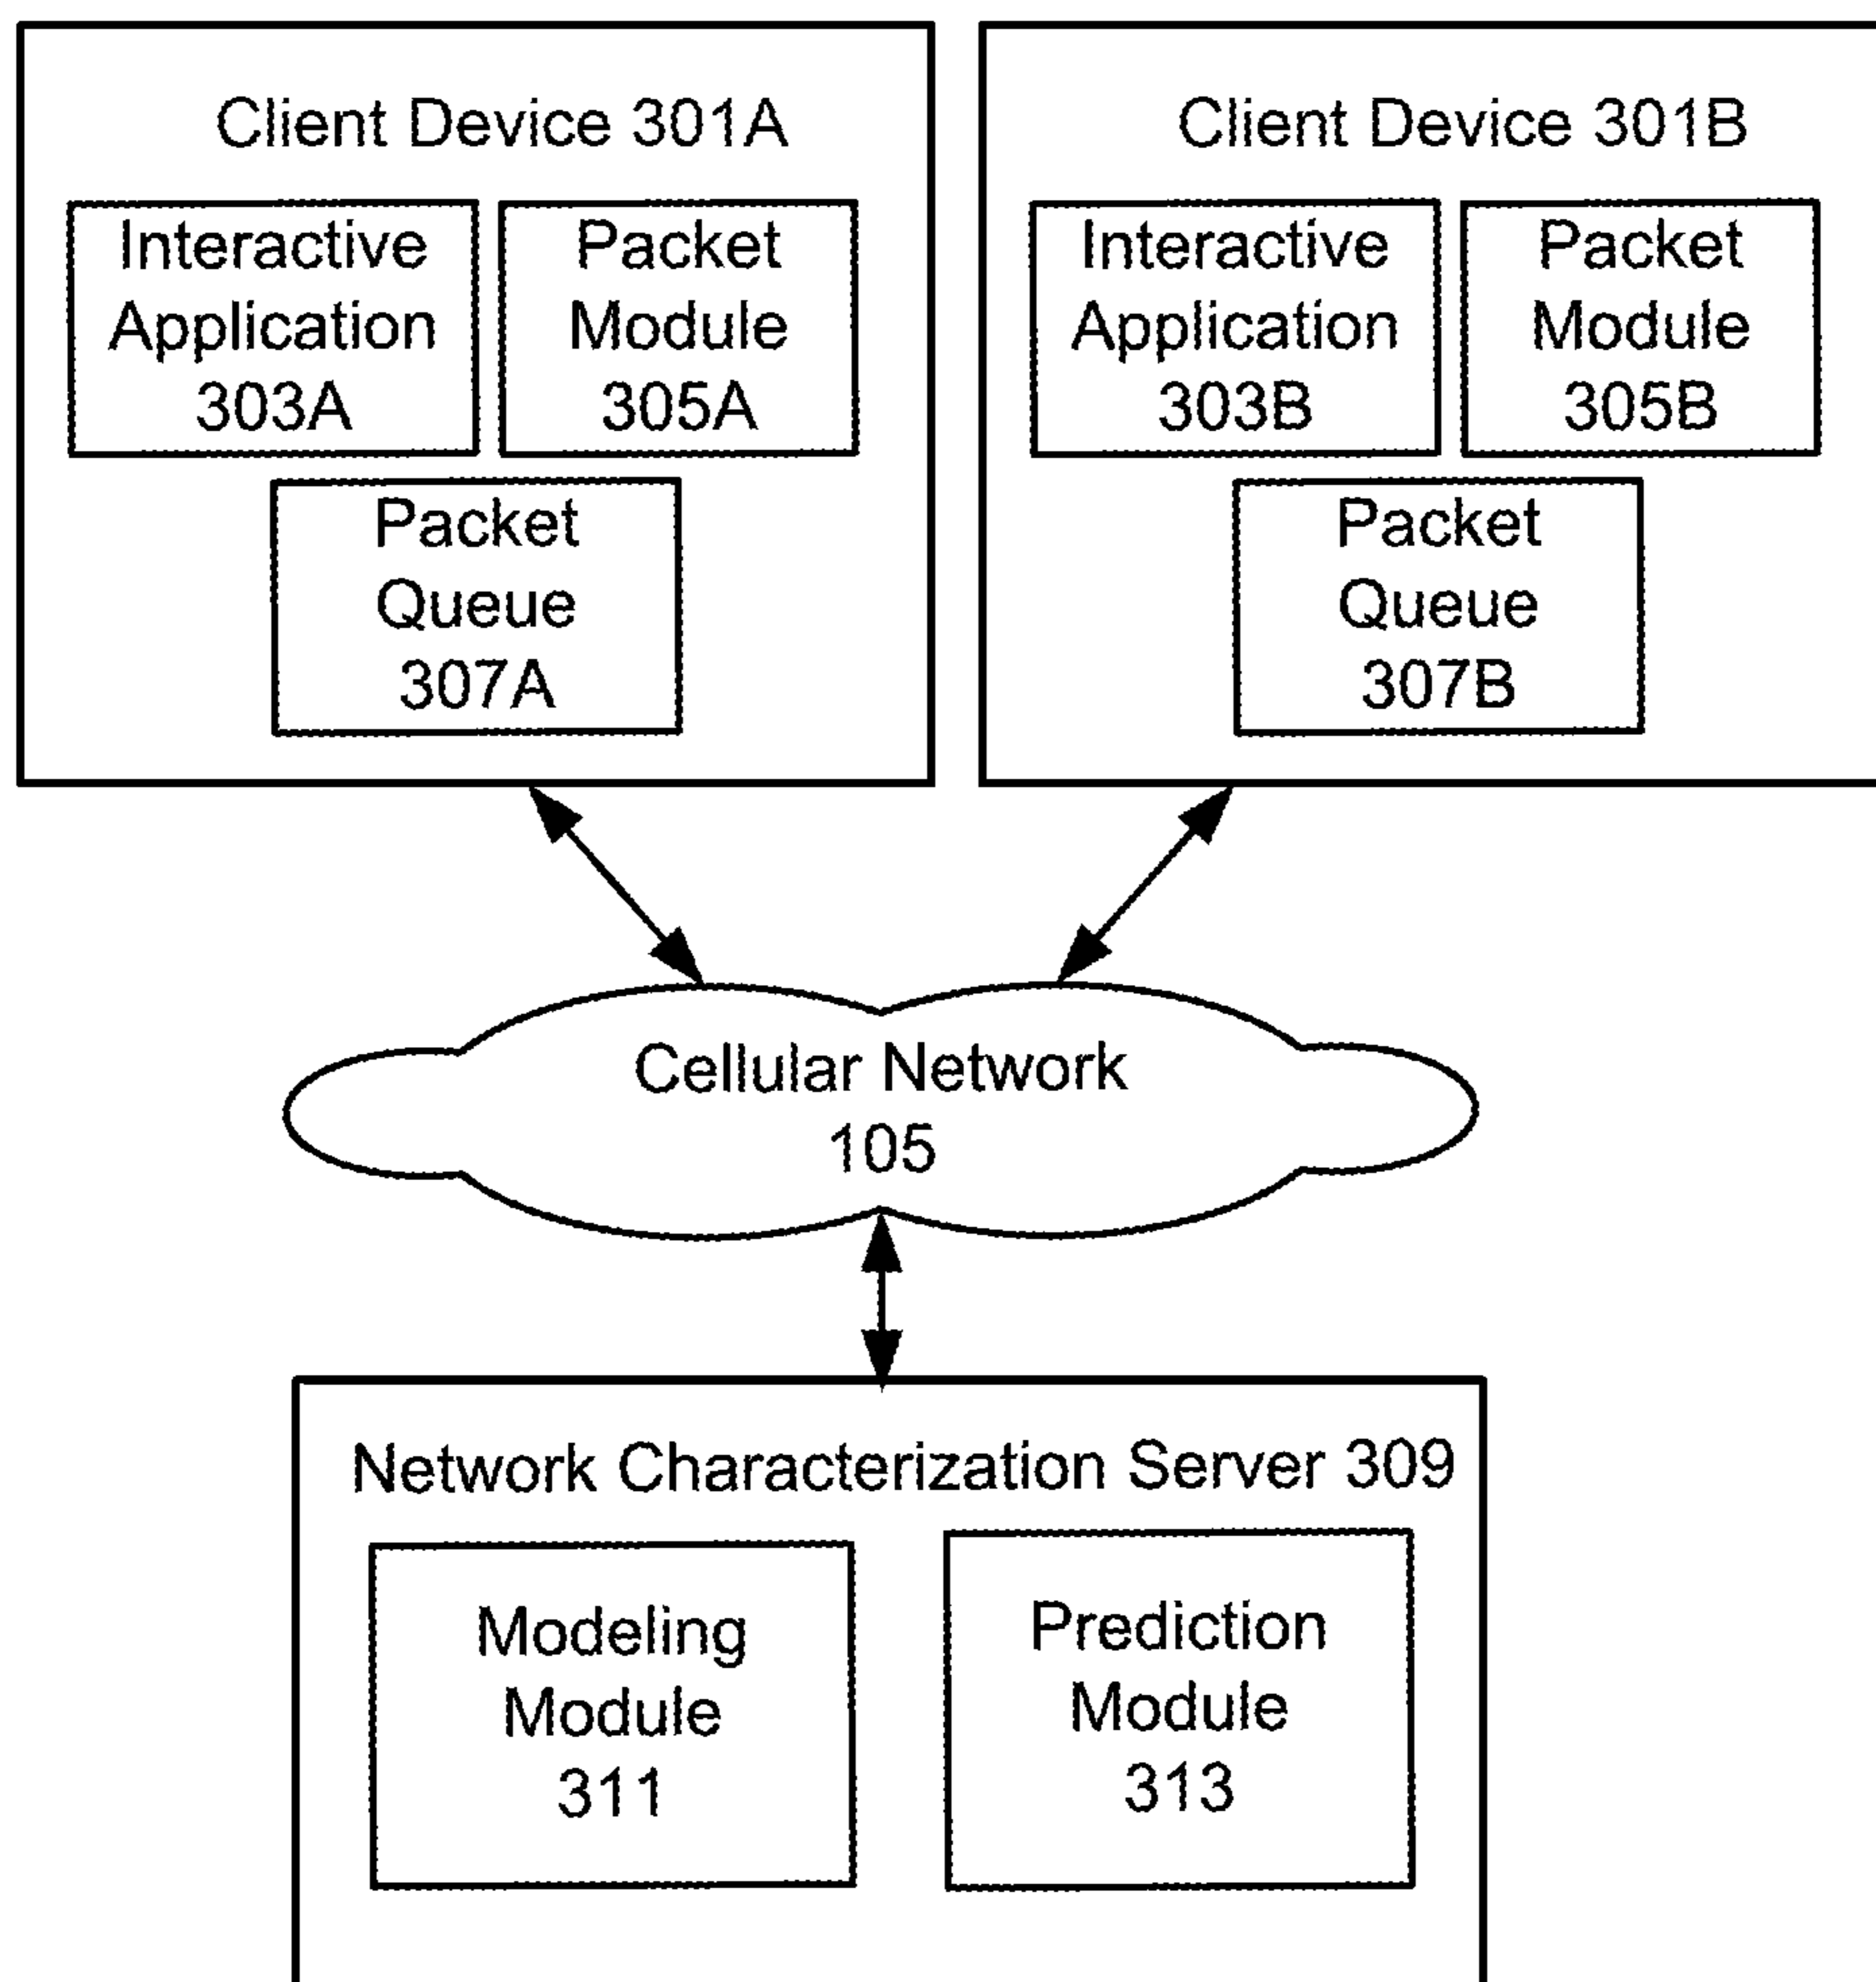 Client Device 301A
Interactive
Application
303A
Packet
Module
305A
Packet
Queue
307A
Client Device 301B
Interactive
Application
303B
Packet
Module
305B
Packet
Queue
307B
Cellular Network
105
Network Characterization Server 309
Modeling
Module
311
Prediction
Module
313